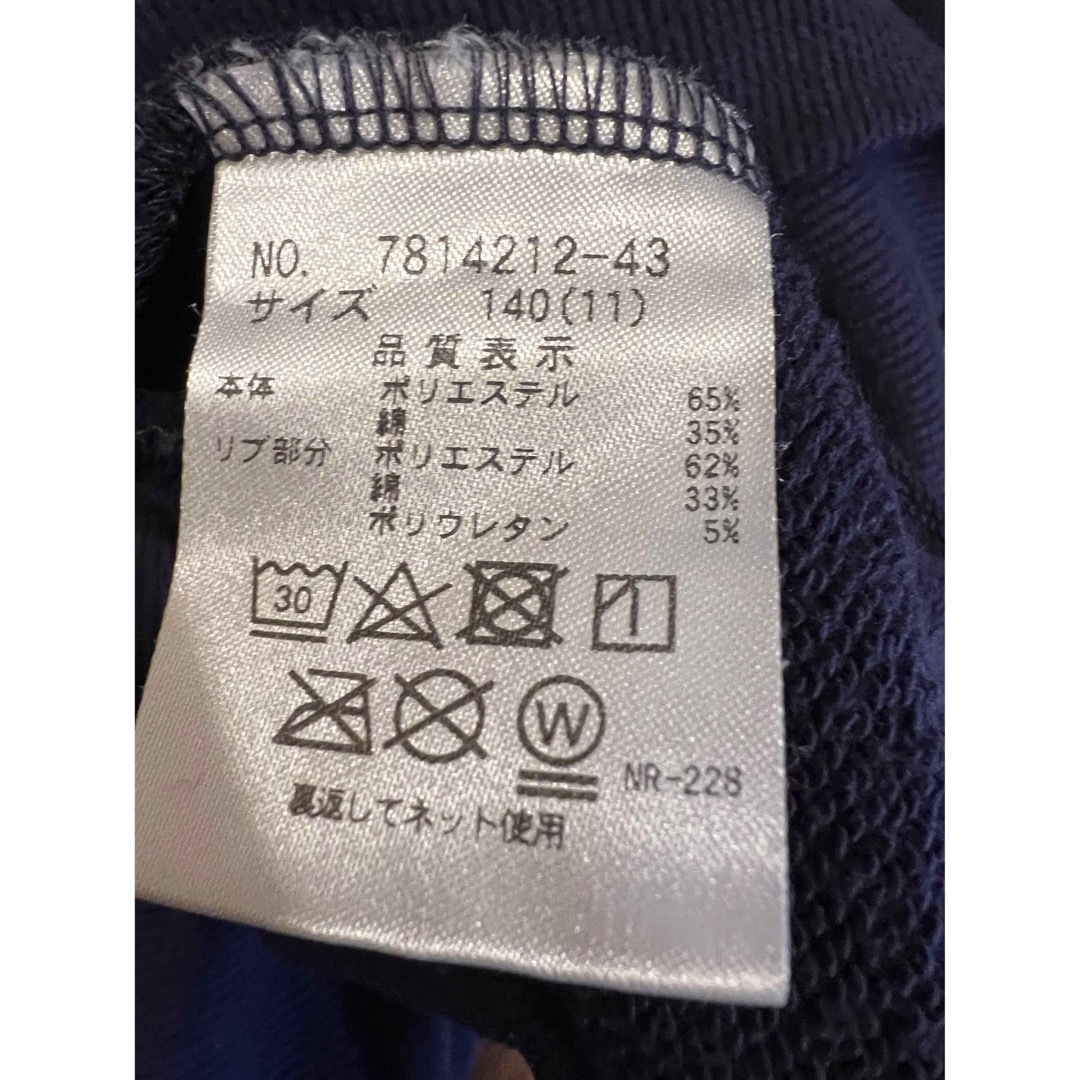 NO. 7814212-43
サイズ 140(11)
品質表示
本体 ポリエステル 65%
綿 35%
リブ部分 ポリエステル 62%
綿 33%
ポリウレタン 5%
30
W
NR-228
裏返してネット使用